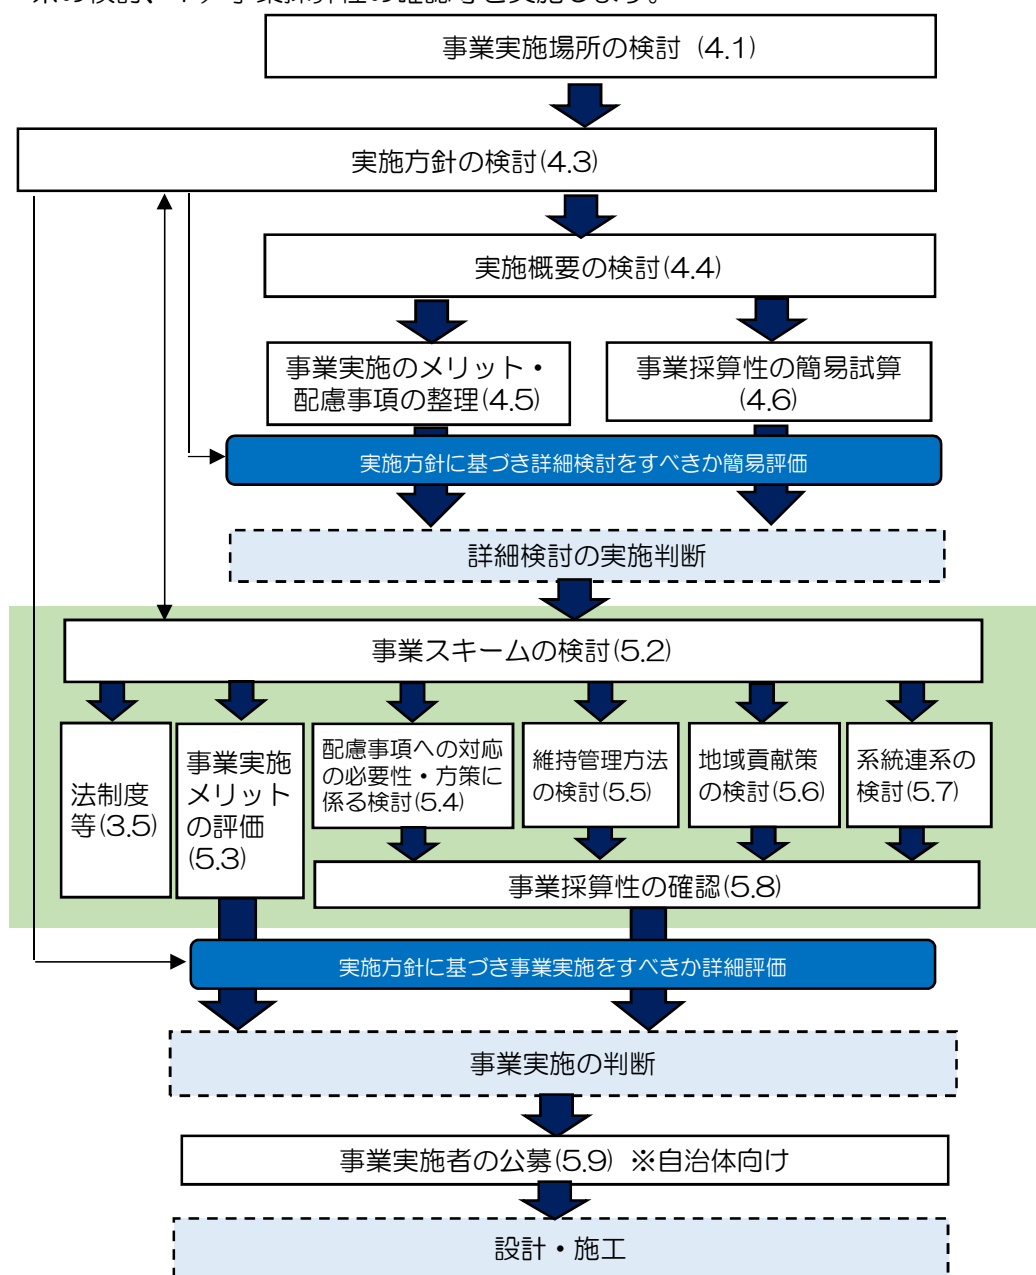 事業実施場所の検討 (4.1)
実施方針の検討(4.3)
実施概要の検討(4.4)
事業実施のメリット・
配慮事項の整理(4.5)
事業採算性の簡易試算
(4.6)
実施方針に基づき詳細検討をすべきか簡易評価
詳細検討の実施判断
事業スキームの検討(5.2)
法制度
等(3.5)
事業実施
メリット
の評価
(5.3)
配慮事項への対応
の必要性・方策に
係る検討(5.4)
維持管理方法
の検討(5.5)
地域貢献策
の検討(5.6)
系統連系の
検討(5.7)
事業採算性の確認(5.8)
実施方針に基づき事業実施をすべきか詳細評価
事業実施の判断
事業実施者の公募(5.9) ※自治体向け
設計・施工